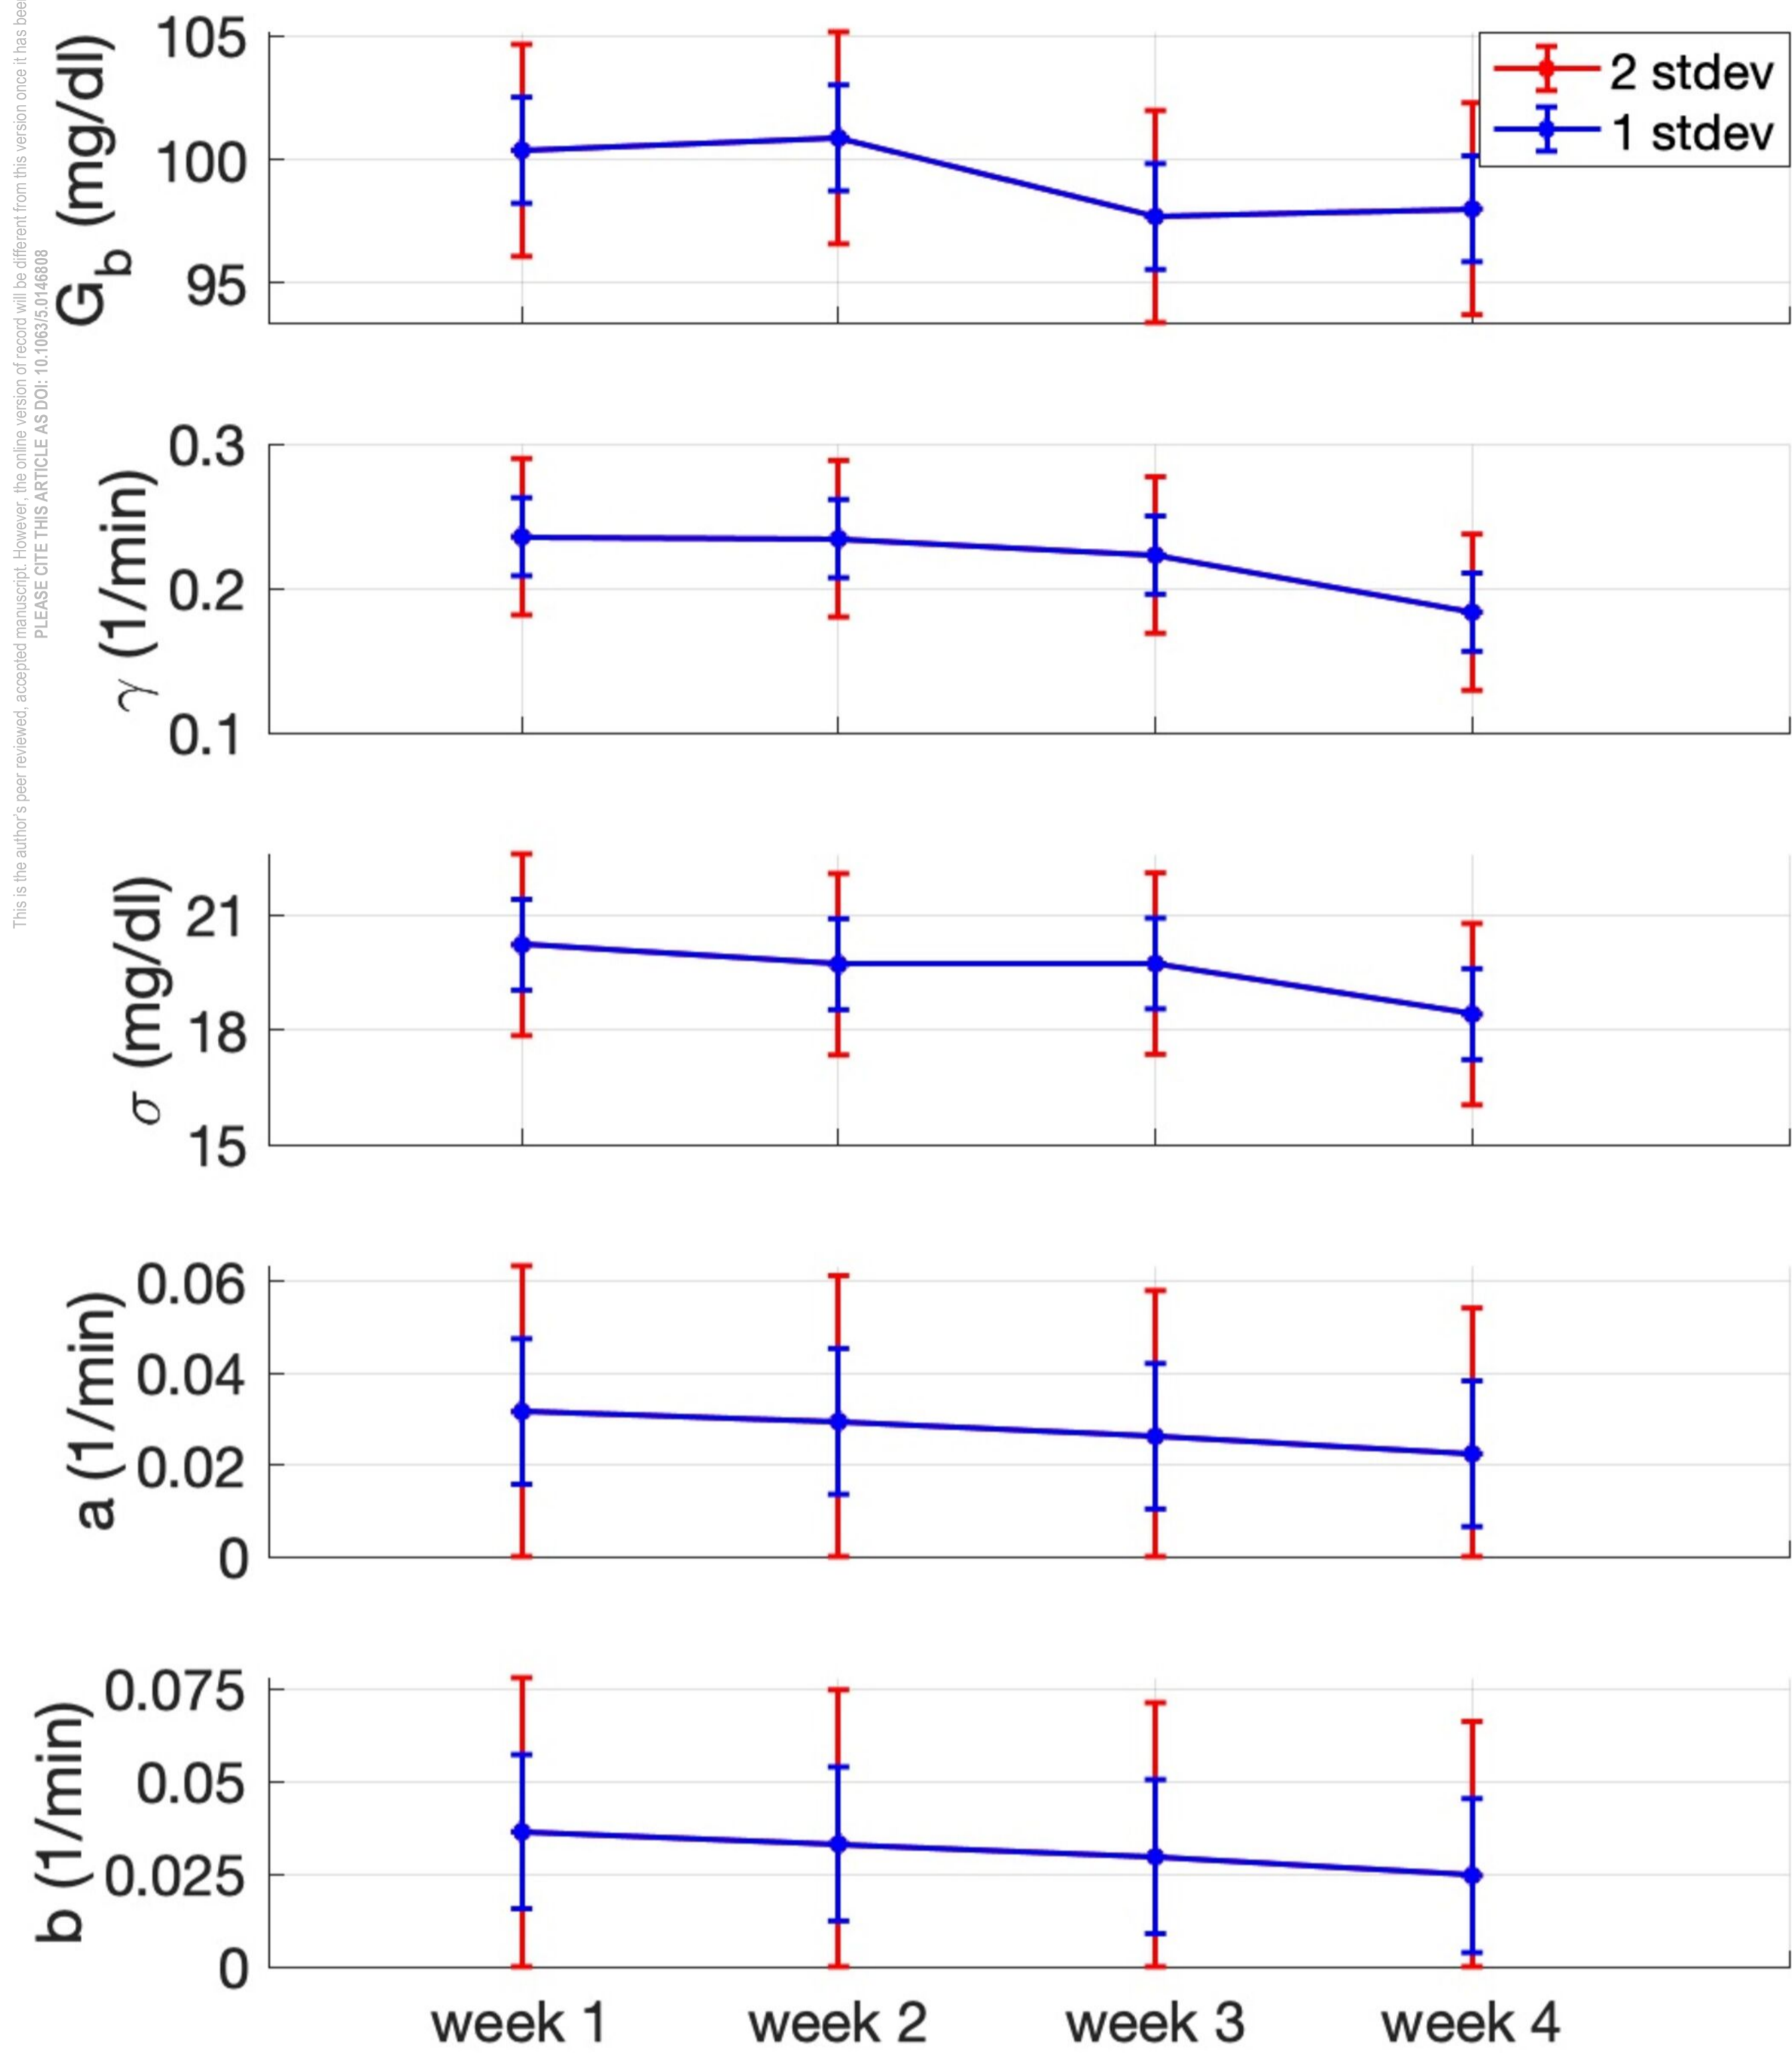 This is the author's peer reviewed, accepted manuscript. However, the online version of record will be different from this version once it has been
PLEASE CITE THIS ARTICLE AS DOI: 10.1063/5.0146808
G_b (mg/dl)
105
100
95
2 stdev
1 stdev
γ (1/min)
0.3
0.2
0.1
σ (mg/dl)
21
18
15
a (1/min)
0.06
0.04
0.02
0
b (1/min)
0.075
0.05
0.025
0
week 1
week 2
week 3
week 4